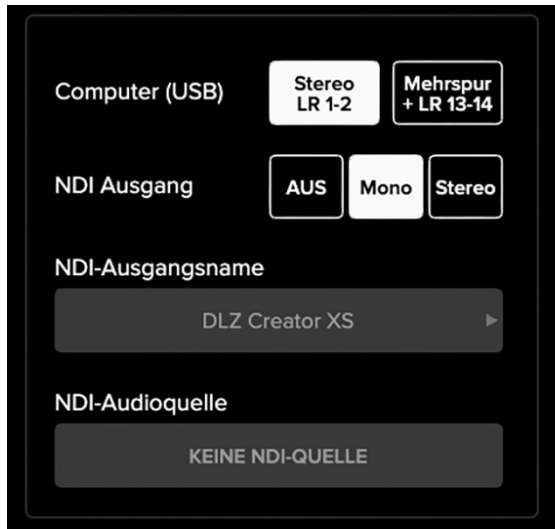 Computer (USB)
Stereo
LR 1-2
Mehrspur
+ LR 13-14
NDI Ausgang
AUS
Mono
Stereo
NDI-Ausgangsname
DLZ Creator XS
NDI-Audioquelle
KEINE NDI-QUELLE